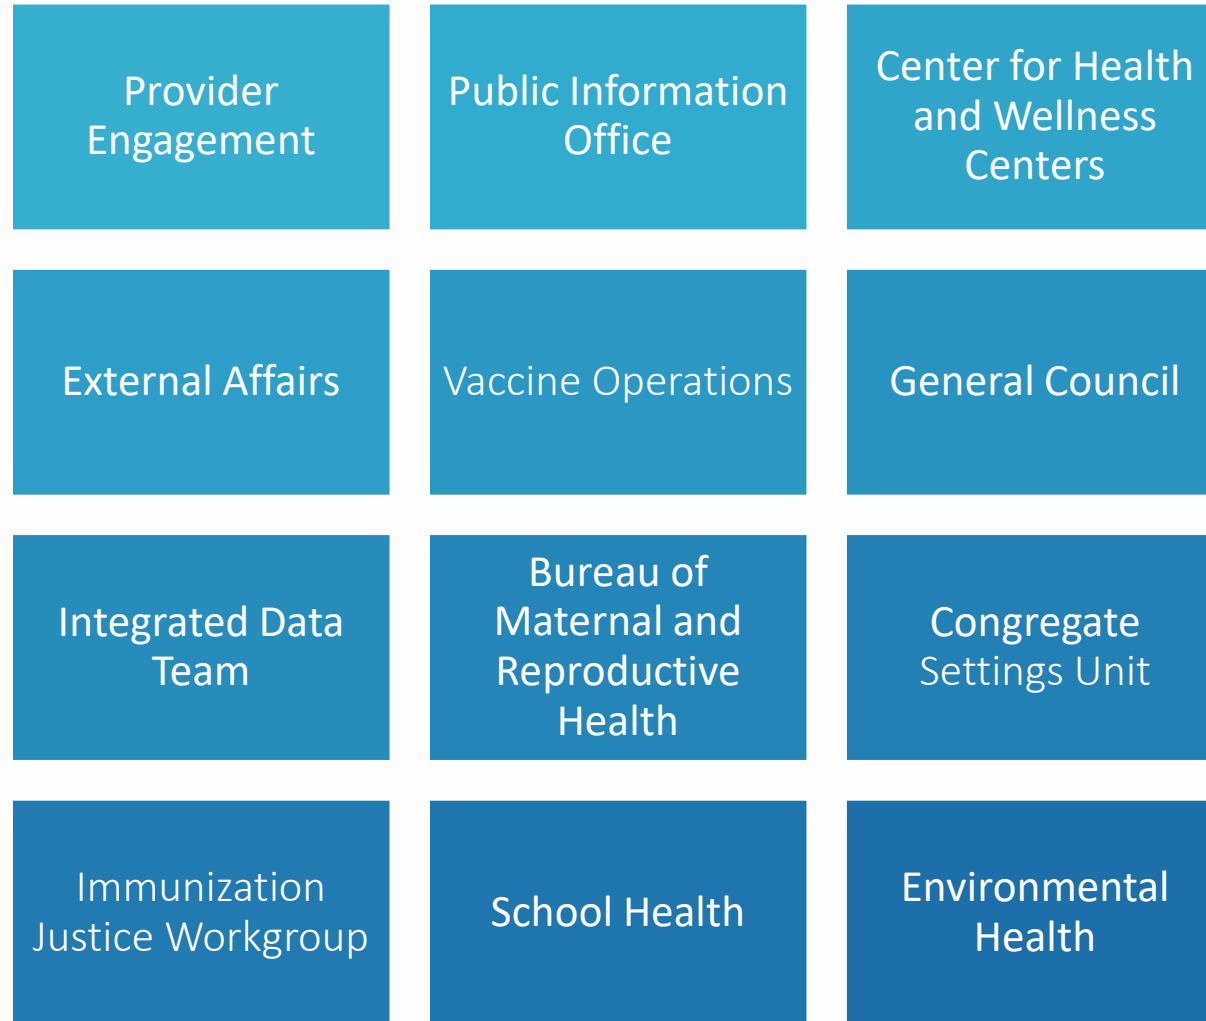 Provider
Engagement
Public Information
Office
Center for Health
and Wellness
Centers
External Affairs
Vaccine Operations
General Council
Integrated Data
Team
Bureau of
Maternal and
Reproductive
Health
Congregate
Settings Unit
Immunization
Justice Workgroup
School Health
Environmental
Health